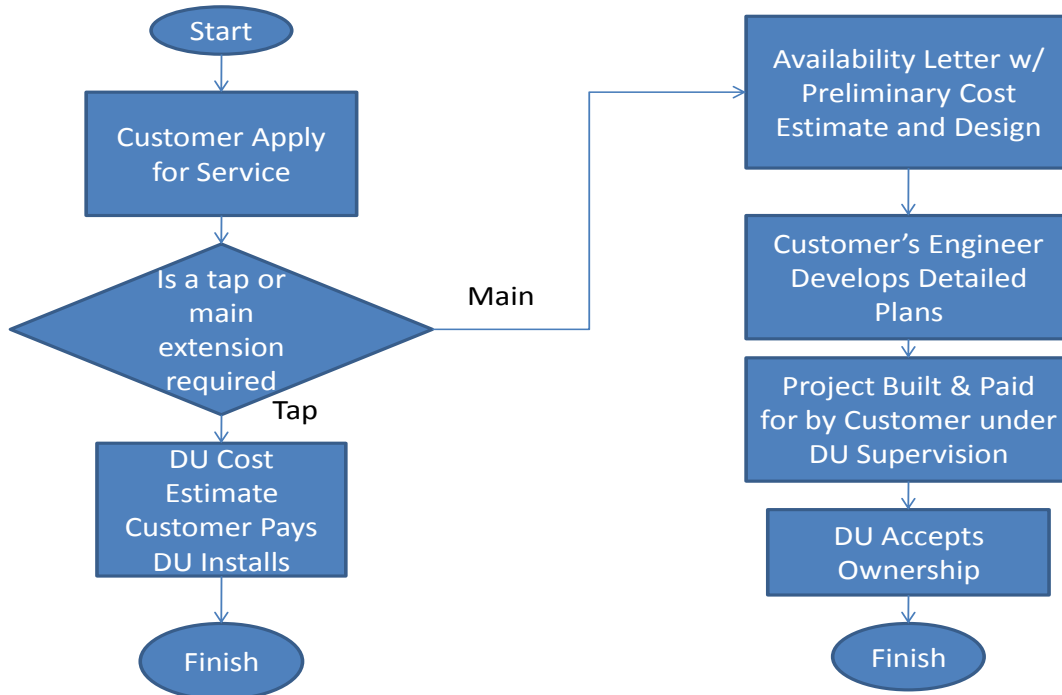 Start
Customer Apply
for Service
Is a tap or
main
extension
required
Main
Tap
DU Cost
Estimate
Customer Pays
DU Installs
Finish
Availability Letter w/
Preliminary Cost
Estimate and Design
Customer’s Engineer
Develops Detailed
Plans
Project Built & Paid
for by Customer under
DU Supervision
DU Accepts
Ownership
Finish